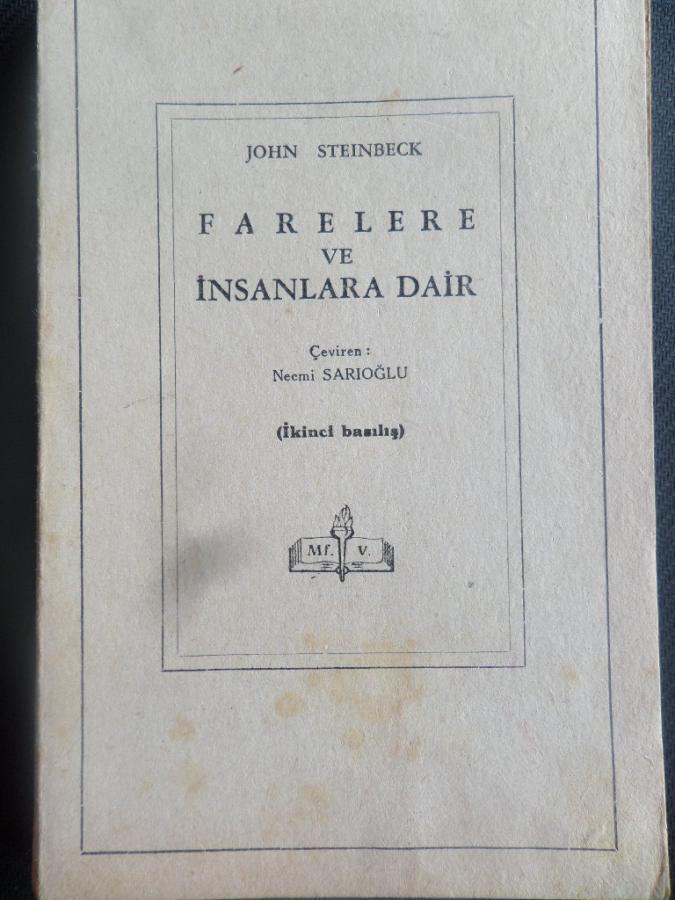 JOHN STEINBECK
FARELERE
VE
İNSANLARA DAİR
Çeviren :
Necmi SARIOĞLU
(İkinci basılış)
Mf. V.